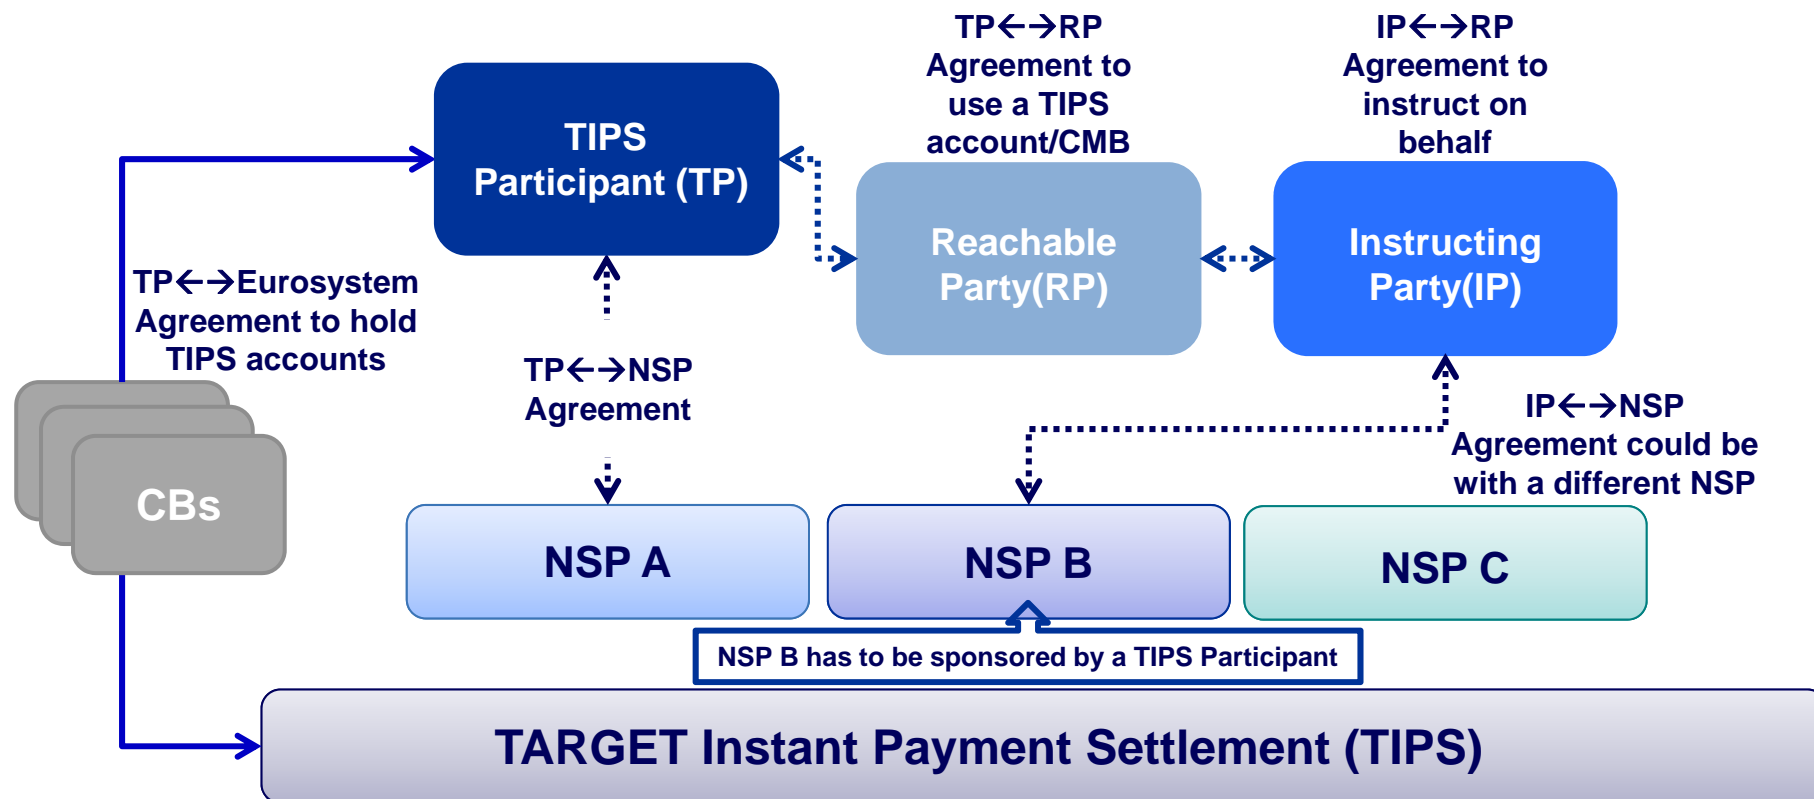 TP←→RP
Agreement to
use a TIPS
account/CMB
IP←→RP
Agreement to
instruct on
behalf
TIPS
Participant (TP)
Reachable
Party(RP)
Instructing
Party(IP)
TP←→Eurosystem
Agreement to hold
TIPS accounts
TP←→NSP
Agreement
IP←→NSP
Agreement could be
with a different NSP
CBs
NSP A
NSP B
NSP C
NSP B has to be sponsored by a TIPS Participant
TARGET Instant Payment Settlement (TIPS)